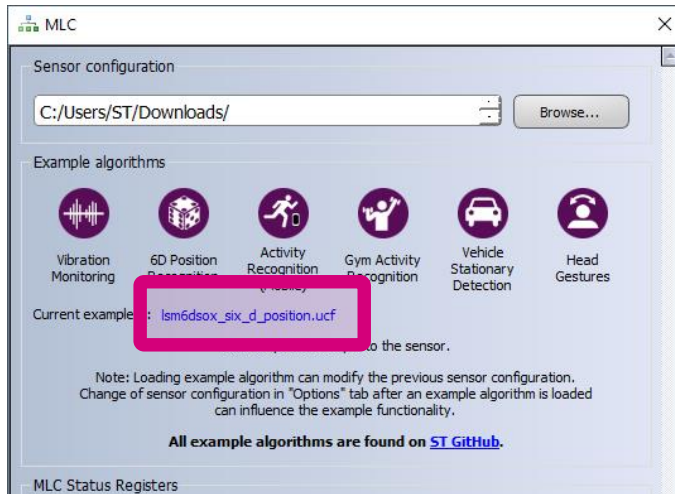 MLC
Sensor configuration
C:/Users/ST/Downloads/
Browse...
Example algorithms
Vibration
Monitoring
6D Position
Recognition
Activity
Recognition
(Mobile)
Gym Activity
Recognition
Vehicle
Stationary
Detection
Head
Gestures
Current example : lsm6dsox_six_d_position.ucf
to the sensor.
Note: Loading example algorithm can modify the previous sensor configuration.
Change of sensor configuration in "Options" tab after an example algorithm is loaded
can influence the example functionality.
All example algorithms are found on ST GitHub.
MLC Status Registers